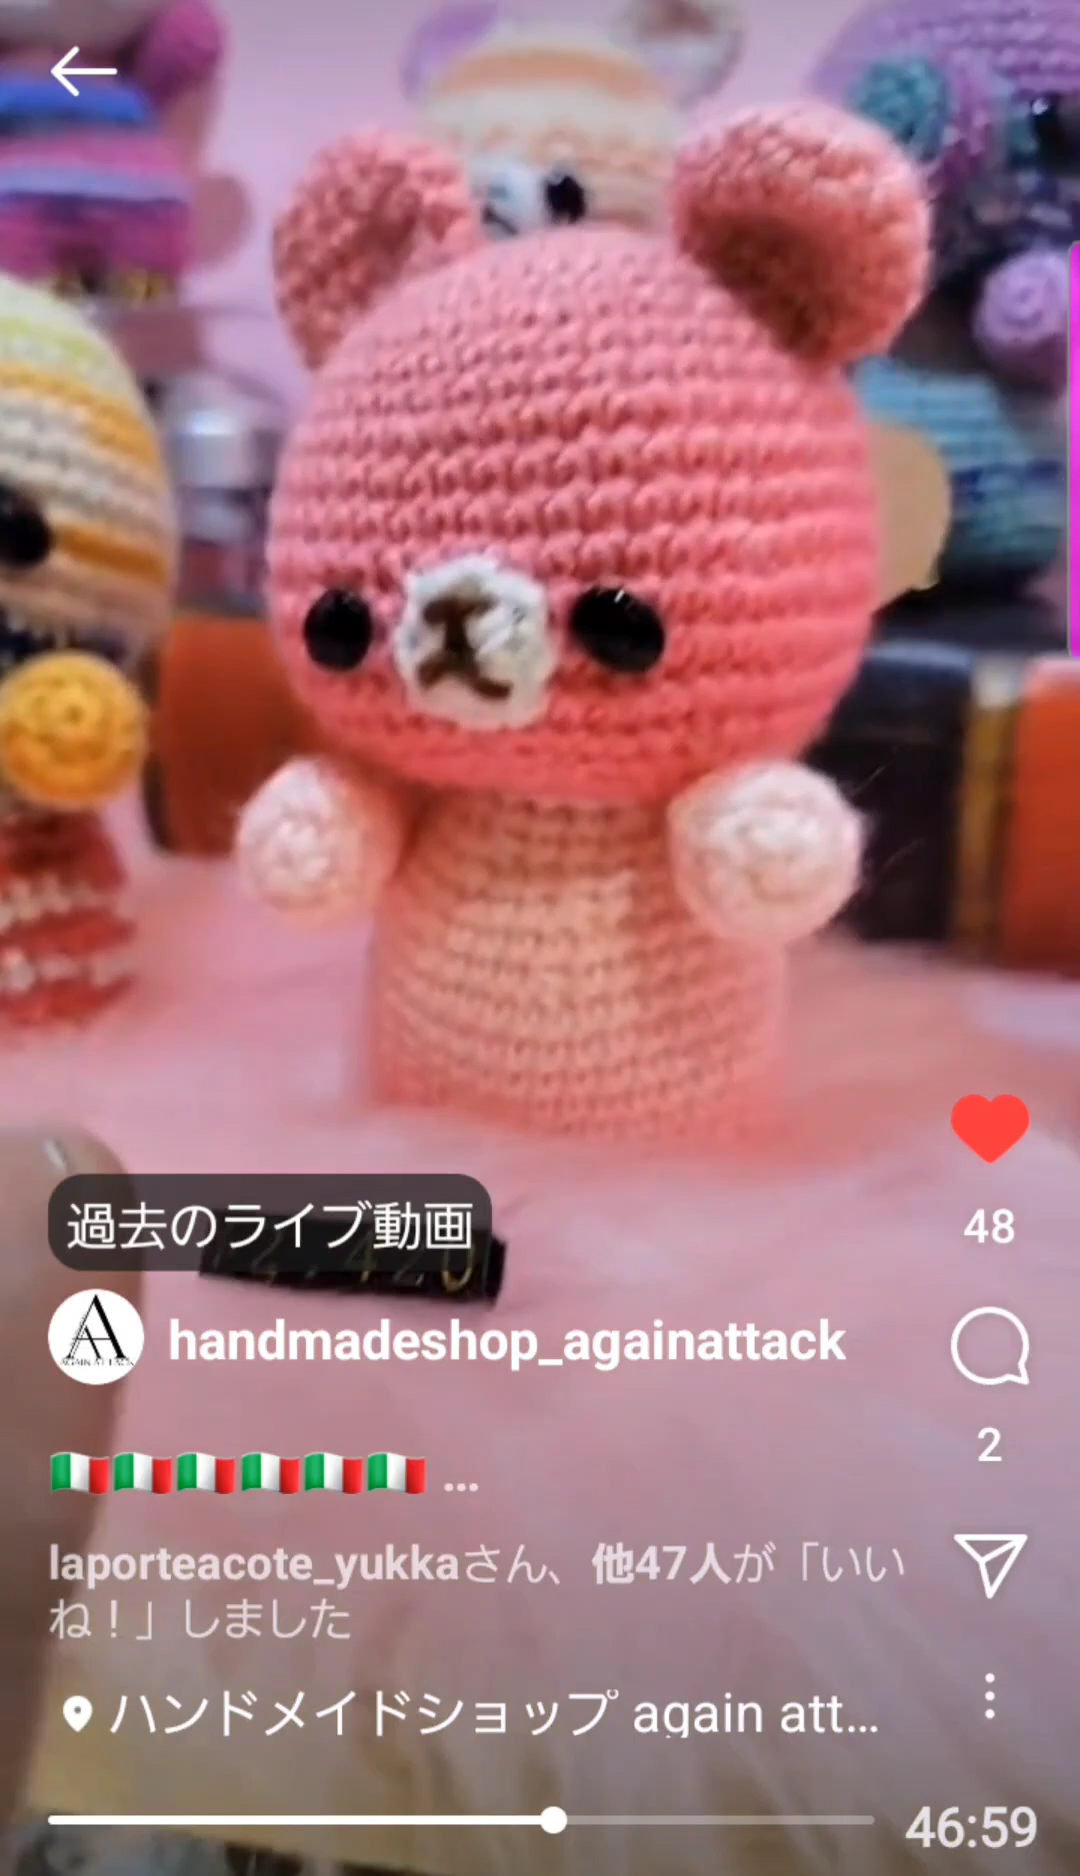 過去のライブ動画
AGAIN ATTACK
handmadeshop_againattack
🇮🇹🇮🇹🇮🇹🇮🇹🇮🇹🇮🇹 ...
48
2
laporteacote_yukkaさん、他47人が「いい
ね！」しました
ハンドメイドショップ again att...
46:59